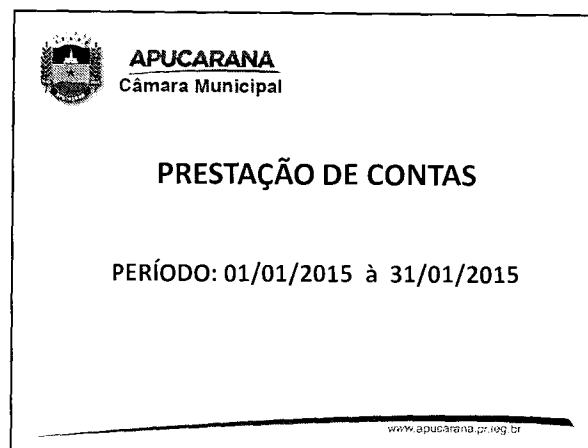 APUCARANA
Câmara Municipal
PRESTAÇÃO DE CONTAS
PERÍODO: 01/01/2015 à 31/01/2015
www.apucarana.pr.leg.br